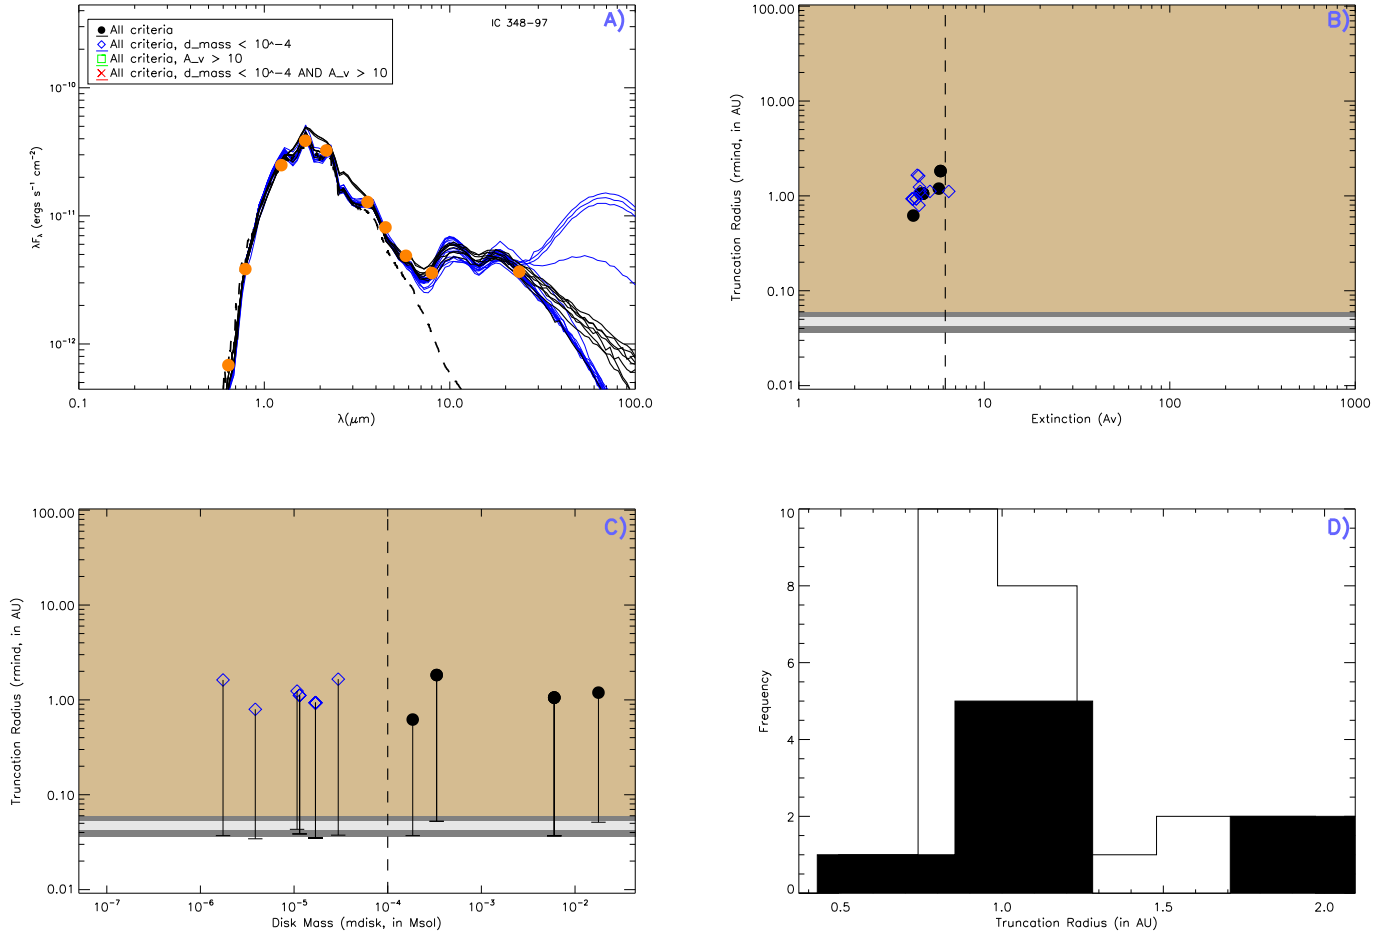 A)
IC 348-97
All criteria
All criteria, d_mass < 10^-4
All criteria, A_v > 10
All criteria, d_mass < 10^-4 AND A_v > 10
10⁻¹⁰
10⁻¹¹
10⁻¹²
λF_λ (ergs s⁻¹ cm⁻²)
0.1 1.0 10.0 100.0
λ(μm)
B)
100.00
10.00
1.00
0.10
0.01
Truncation Radius (rmind, in AU)
1 10 100 1000
Extinction (Av)
C)
100.00
10.00
1.00
0.10
0.01
Truncation Radius (rmind, in AU)
10⁻⁷ 10⁻⁶ 10⁻⁵ 10⁻⁴ 10⁻³ 10⁻²
Disk Mass (mdisk, in Msol)
D)
10
8
6
4
2
0
Frequency
0.5 1.0 1.5 2.0
Truncation Radius (in AU)